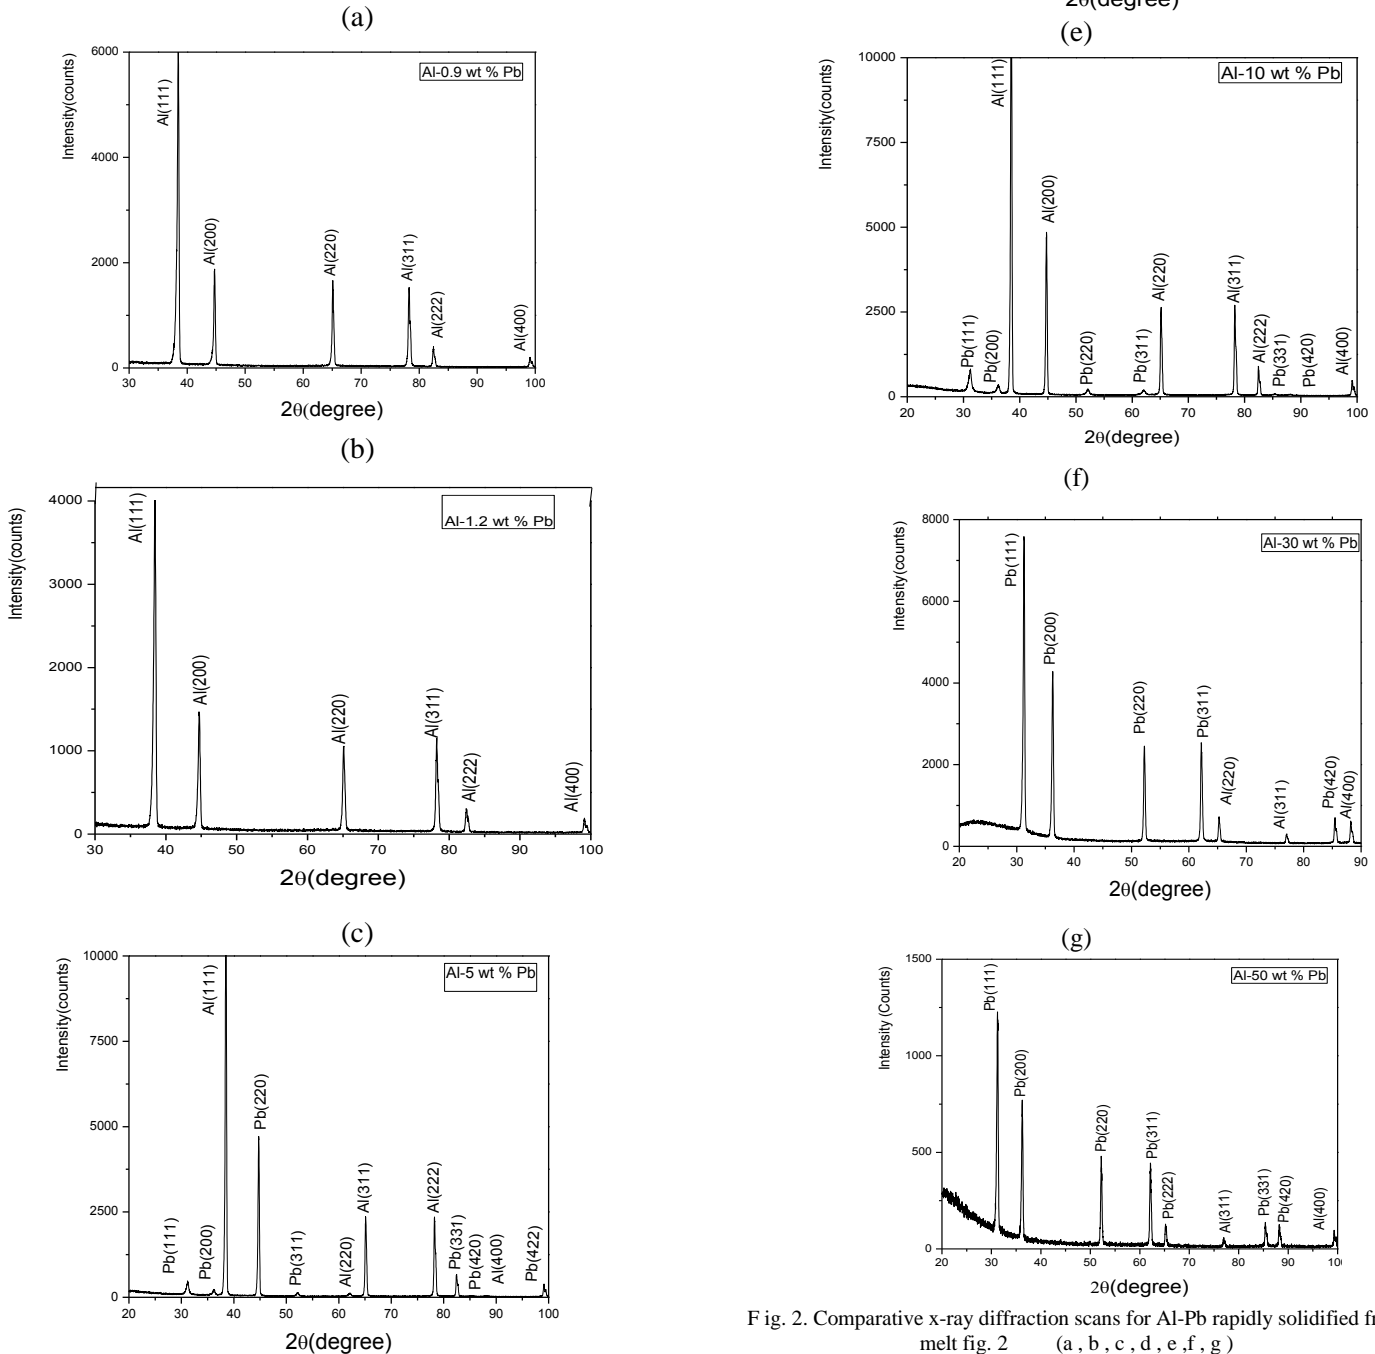 (a)
Intensity(counts)
6000
4000
2000
0
Al-0.9 wt % Pb
Al(111)
Al(200)
Al(220)
Al(311)
Al(222)
Al(400)
30 40 50 60 70 80 90 100
2θ(degree)
(b)
Intensity(counts)
4000
3000
2000
1000
0
Al-1.2 wt % Pb
Al(111)
Al(200)
Al(220)
Al(311)
Al(222)
Al(400)
30 40 50 60 70 80 90 100
2θ(degree)
(c)
Intensity(counts)
10000
7500
5000
2500
0
Al-5 wt % Pb
Pb(111)
Pb(200)
Al(111)
Pb(220)
Pb(311)
Al(220)
Al(311)
Al(222)
Pb(331)
Pb(420)
Al(400)
Pb(422)
20 30 40 50 60 70 80 90 100
2θ(degree)
2θ(degree)
(e)
Intensity(counts)
10000
7500
5000
2500
0
Al-10 wt % Pb
Pb(111)
Pb(200)
Al(111)
Al(200)
Pb(220)
Pb(311)
Al(220)
Al(311)
Al(222)
Pb(331)
Pb(420)
Al(400)
20 30 40 50 60 70 80 90 100
2θ(degree)
(f)
Intensity(counts)
8000
6000
4000
2000
0
Al-30 wt % Pb
Pb(111)
Pb(200)
Pb(220)
Pb(311)
Al(220)
Al(311)
Pb(420)
Al(400)
20 30 40 50 60 70 80 90
2θ(degree)
(g)
Intensity (Counts)
1500
1000
500
0
Al-50 wt % Pb
Pb(111)
Pb(200)
Pb(220)
Pb(311)
Pb(222)
Al(311)
Pb(331)
Pb(420)
Al(400)
20 30 40 50 60 70 80 90 100
2θ(degree)
F ig. 2. Comparative x-ray diffraction scans for Al-Pb rapidly solidified fr
melt fig. 2 (a , b , c , d , e ,f , g )